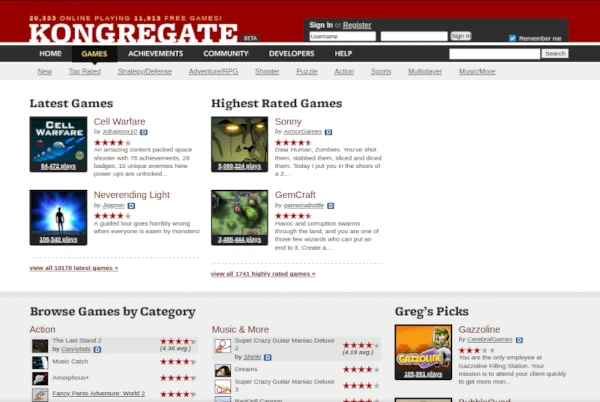 20,333 ONLINE PLAYING 11,913 FREE GAMES!
KONGREGATE
BETA
Sign In or Register
Username
Sign in
Remember me
HOME GAMES ACHIEVEMENTS COMMUNITY DEVELOPERS HELP
Search
New Top Rated Strategy/Defense Adventure/RPG Shooter Puzzle Action Sports Multiplayer Music/More
Latest Games
CELL WARFARE
84,472 plays
Cell Warfare
by Xdragonx10
An amazing content packed space
shooter with 78 achievements, 28
badges, 10 unique enemies New
power ups are unlocked...
106,542 plays
Neverending Light
by Jiggmin
A guided tour goes horribly wrong
when everyone is eaten by monsters!
view all 10170 latest games »
Highest Rated Games
5,089,224 plays
Sonny
by ArmorGames
Dear Human, Zombies. You've shot
them, stabbed them, sliced and diced
them. Today I put you in the shoes of
a Z...
3,486,444 plays
GemCraft
by gameinabottle
Havoc and corruption swarms
through the land, and you are one of
those few wizards who can put an
end to it. Create a...
view all 1741 highly rated games »
Browse Games by Category
Action
The Last Stand 2
by ConArtists
(4.36 avg.)
Music Catch
Amorphous+
Fancy Pants Adventure: World 2
Music & More
Super Crazy Guitar Maniac Deluxe
2
by Shinki
(4.19 avg.)
Dreams
Super Crazy Guitar Maniac Deluxe
3
Greg's Picks
GAZZOLINE
105,991 plays
Gazzoline
by CerebralGames
You are the only employee at
Gazzoline Filling Station. Your
mission is to attend your client quickly
to get more mon...